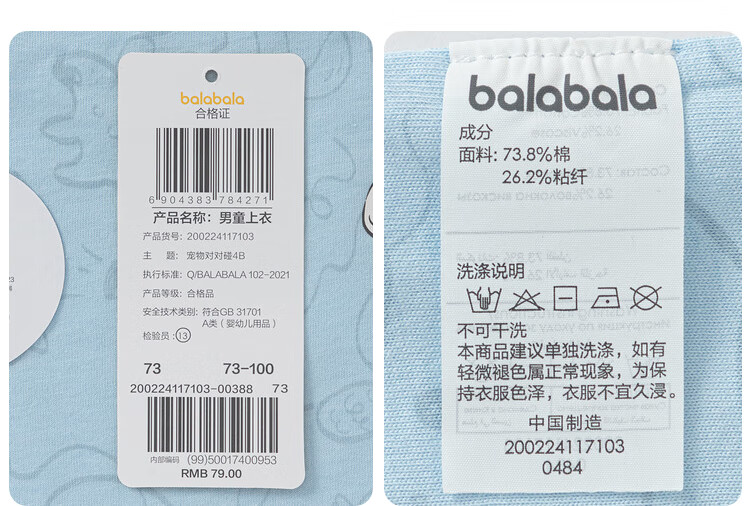 balabala
合格证
6 904383 784271
产品名称: 男童上衣
产品货号: 200224117103
主 题: 宠物对对碰4B
执行标准: Q/BALABALA 102-2021
产品等级: 合格品
安全技术类别: 符合GB 31701
A类（婴幼儿用品）
检验员: 13
73 73-100
200224117103-00388 73
内部编码 (99)50017400953
RMB 79.00
balabala
成分
面料: 73.8%棉
26.2%粘纤
洗涤说明
不可干洗
本商品建议单独洗涤，如有
轻微褪色属正常现象，为保
持衣服色泽，衣服不宜久浸。
中国制造
200224117103
0484